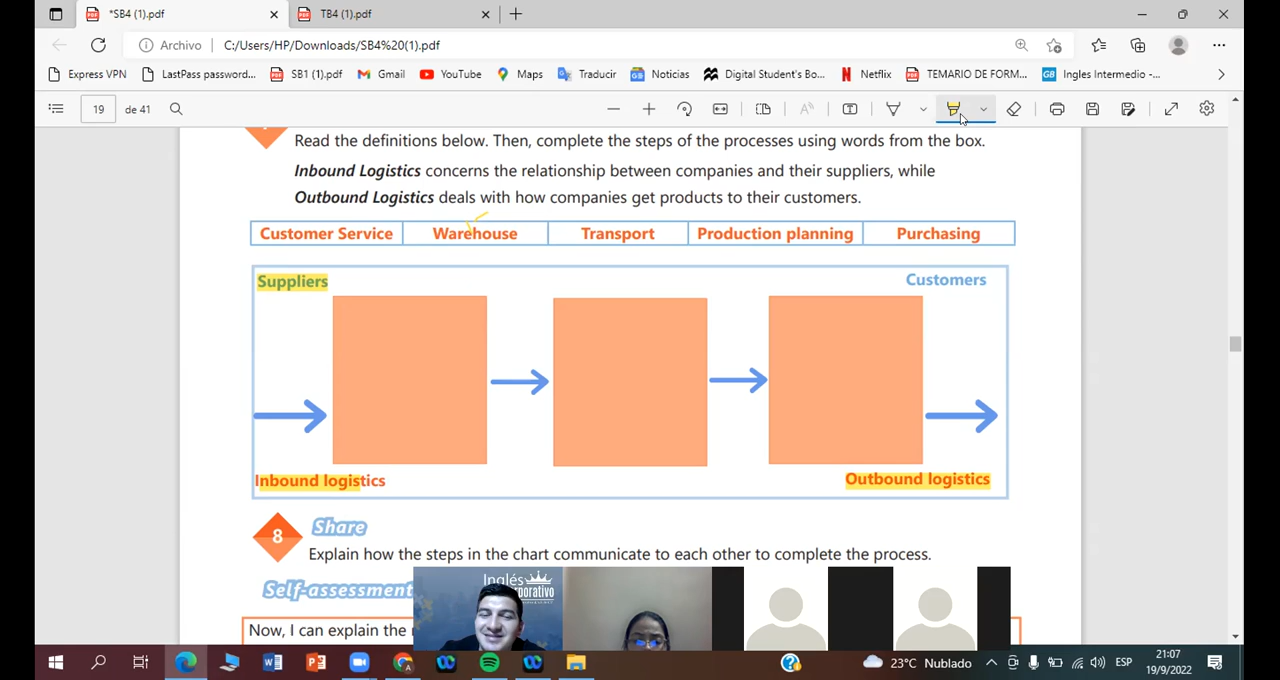 *SB4 (1).pdf
TB4 (1).pdf
Archivo | C:/Users/HP/Downloads/SB4%20(1).pdf
Express VPN LastPass password... SB1 (1).pdf Gmail YouTube Maps Traducir Noticias Digital Student's Bo... Netflix TEMARIO DE FORM... Ingles Intermedio -...
19 de 41
Read the definitions below. Then, complete the steps of the processes using words from the box.
Inbound Logistics concerns the relationship between companies and their suppliers, while
Outbound Logistics deals with how companies get products to their customers.
Customer Service Warehouse Transport Production planning Purchasing
Suppliers Customers
Inbound logistics Outbound logistics
8 Share
Explain how the steps in the chart communicate to each other to complete the process.
Self-assessment
Now, I can explain the
Inglés
23°C Nublado ESP 21:07
19/9/2022